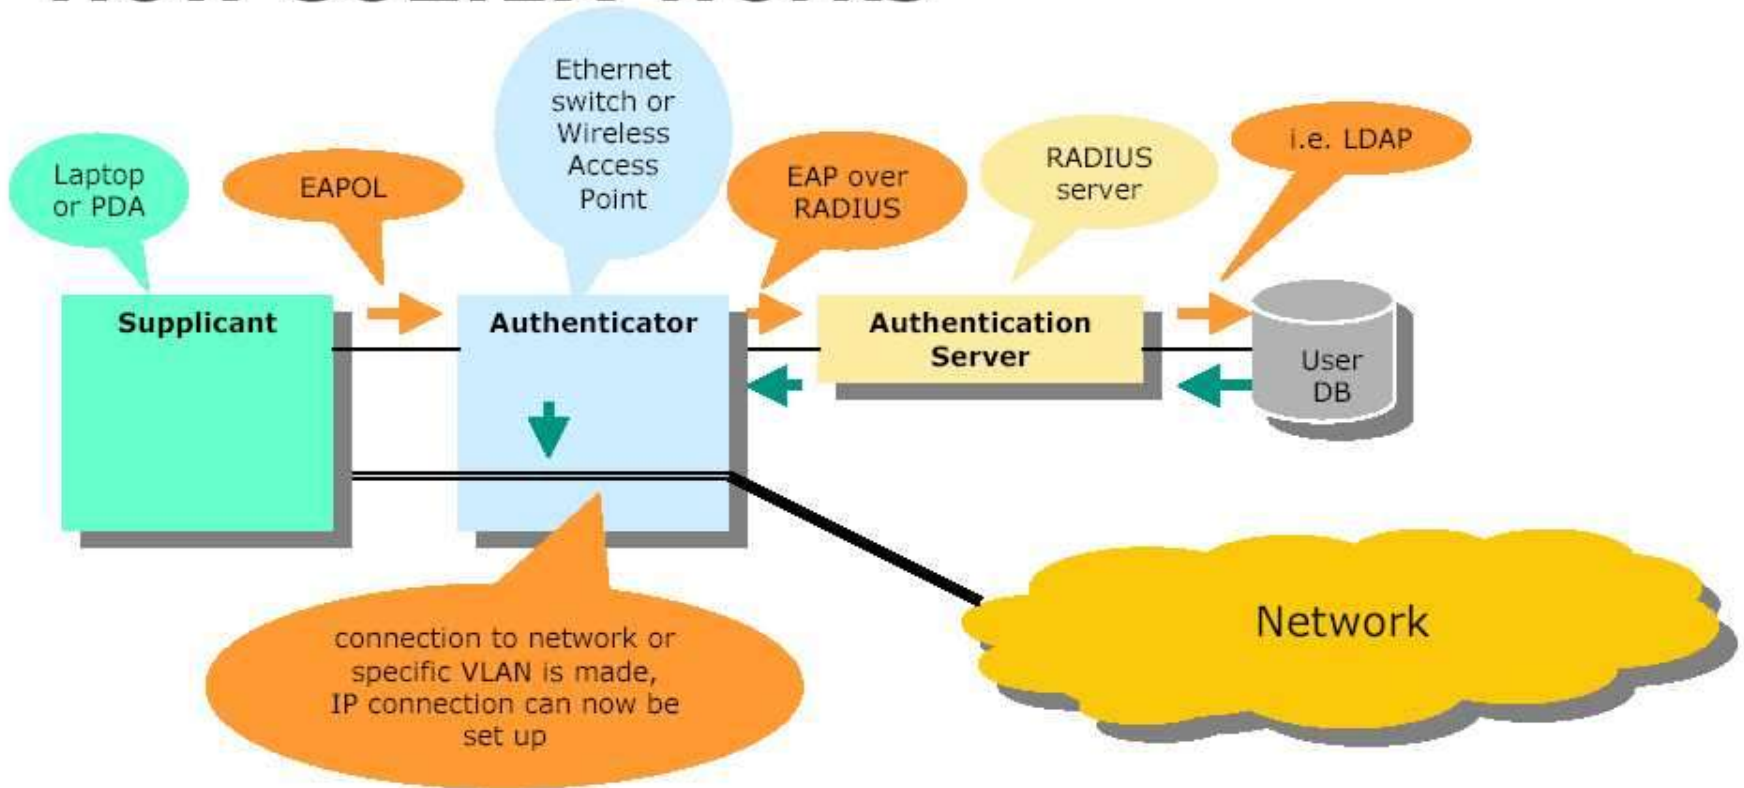 Laptop
or PDA
EAPOL
Ethernet
switch or
Wireless
Access
Point
EAP over
RADIUS
RADIUS
server
i.e. LDAP
Supplicant
Authenticator
Authentication
Server
User
DB
connection to network or
specific VLAN is made,
IP connection can now be
set up
Network